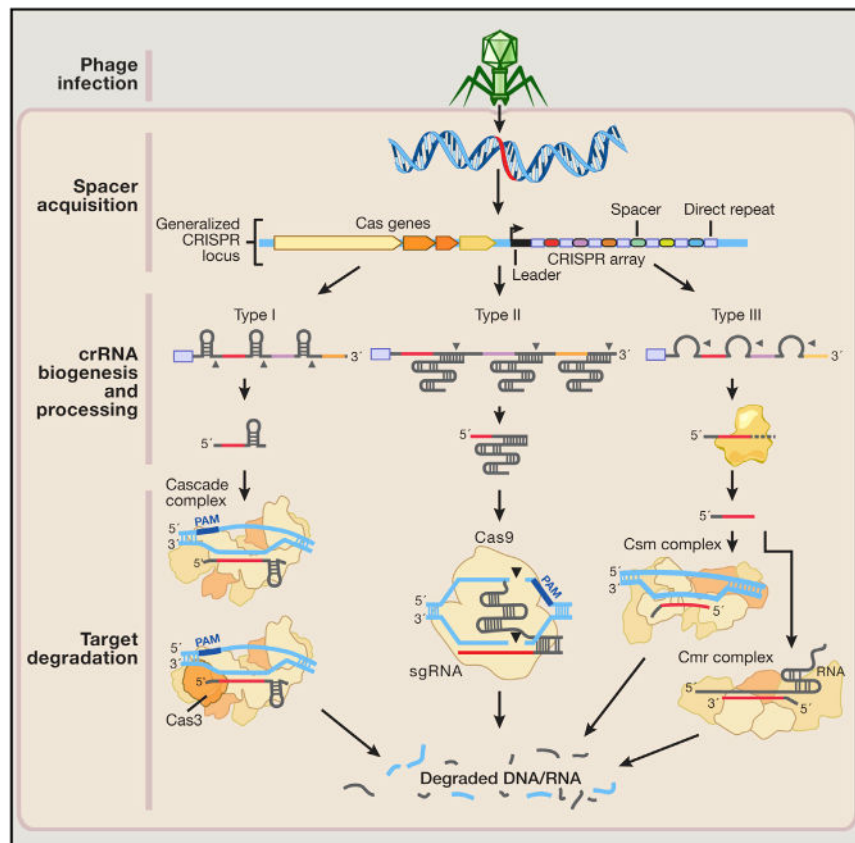 Phage
infection
Spacer
acquisition
Generalized
CRISPR
locus
Cas genes
Spacer
Direct repeat
Leader
CRISPR array
crRNA
biogenesis
and
processing
Type I
Type II
Type III
3´
3´
3´
5´
5´
5´
5´
Target
degradation
Cascade
complex
PAM
5´
3´
5´
PAM
5´
3´
5´
Cas3
Cas9
PAM
5´
3´
sgRNA
Csm complex
5´
3´
5´
Cmr complex
RNA
3´
5´
Degraded DNA/RNA